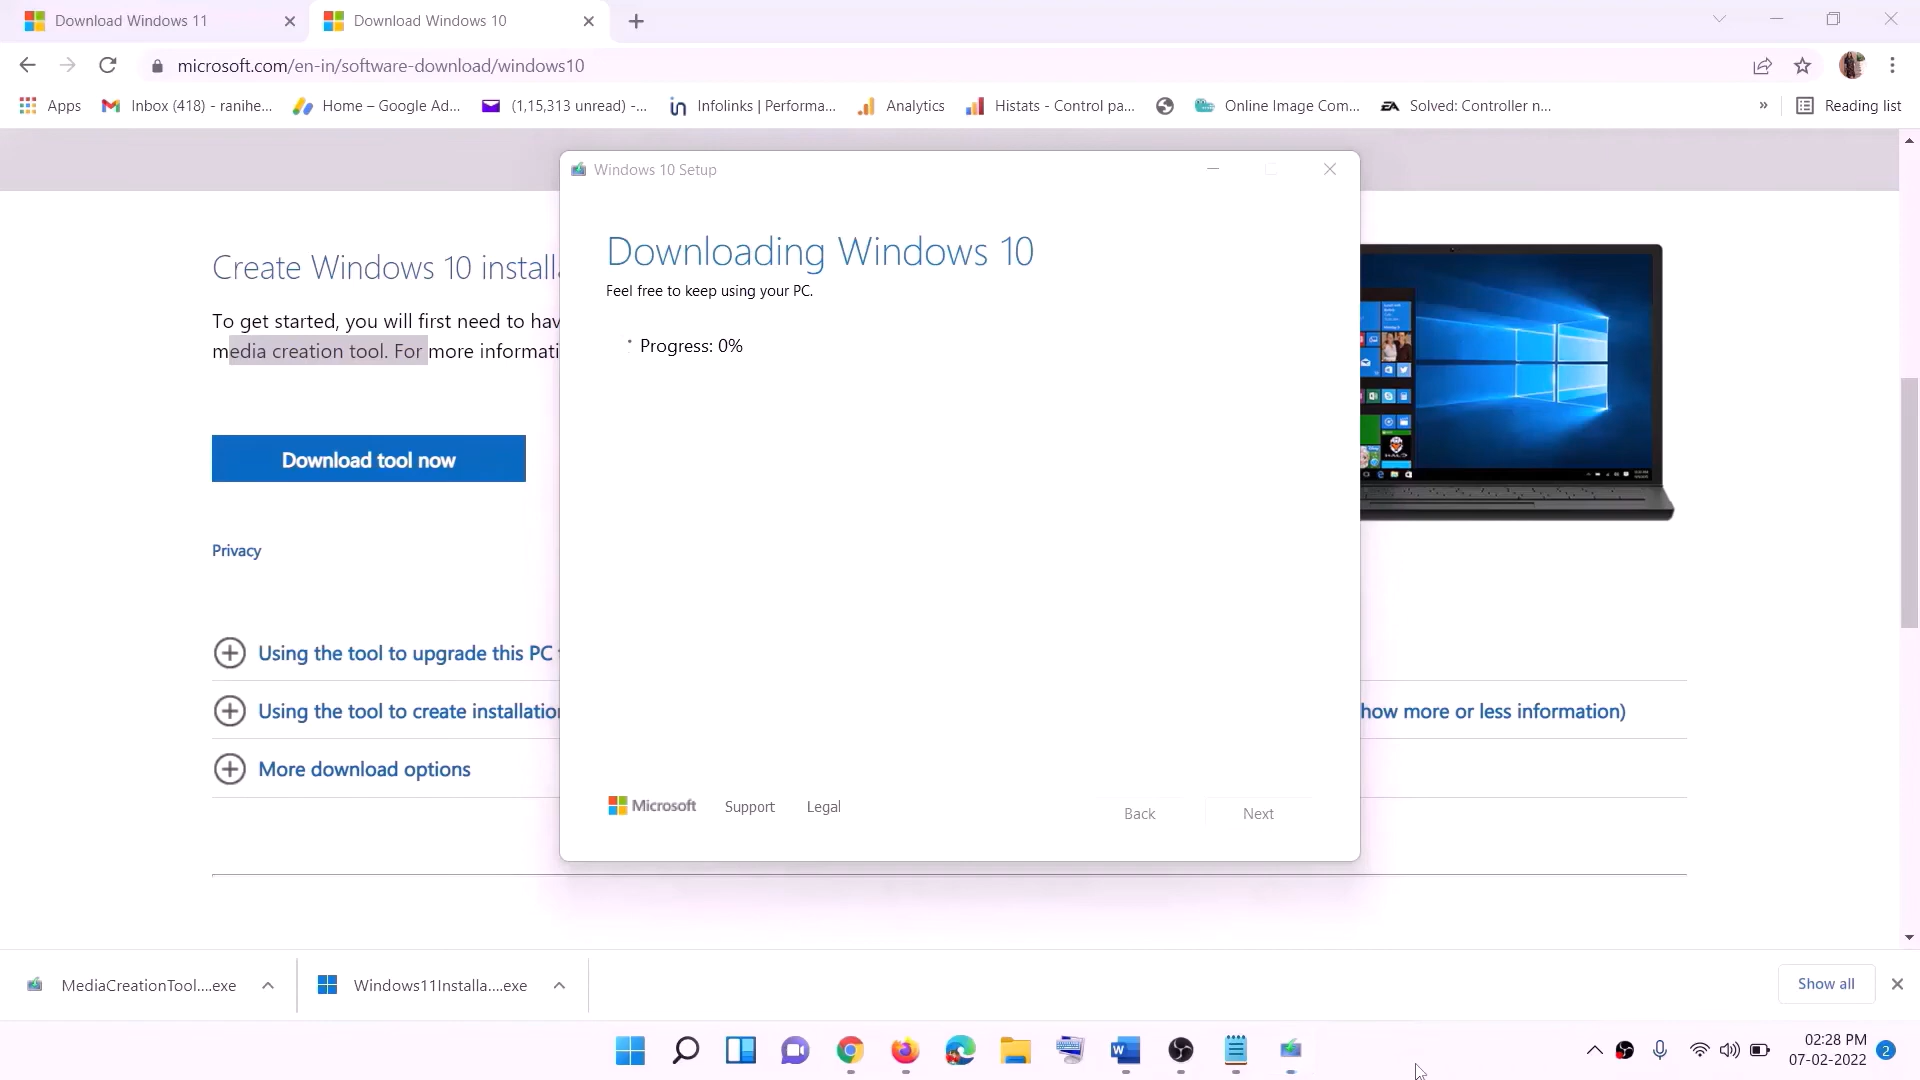 Download Windows 11
Download Windows 10
microsoft.com/en-in/software-download/windows10
Apps
Inbox (418) - ranihe...
Home – Google Ad...
(1,15,313 unread) -...
Infolinks | Performa...
Analytics
Histats - Control pa...
Online Image Com...
Solved: Controller n...
»
Reading list
Windows 10 Setup
Downloading Windows 10
Feel free to keep using your PC.
Progress: 0%
Create Windows 10 install
To get started, you will first need to hav
media creation tool. For more informati
Download tool now
Privacy
Using the tool to upgrade this PC
Using the tool to create installation
how more or less information)
More download options
Microsoft
Support
Legal
Back
Next
MediaCreationTool....exe
Windows11Installa....exe
Show all
02:28 PM
07-02-2022
2